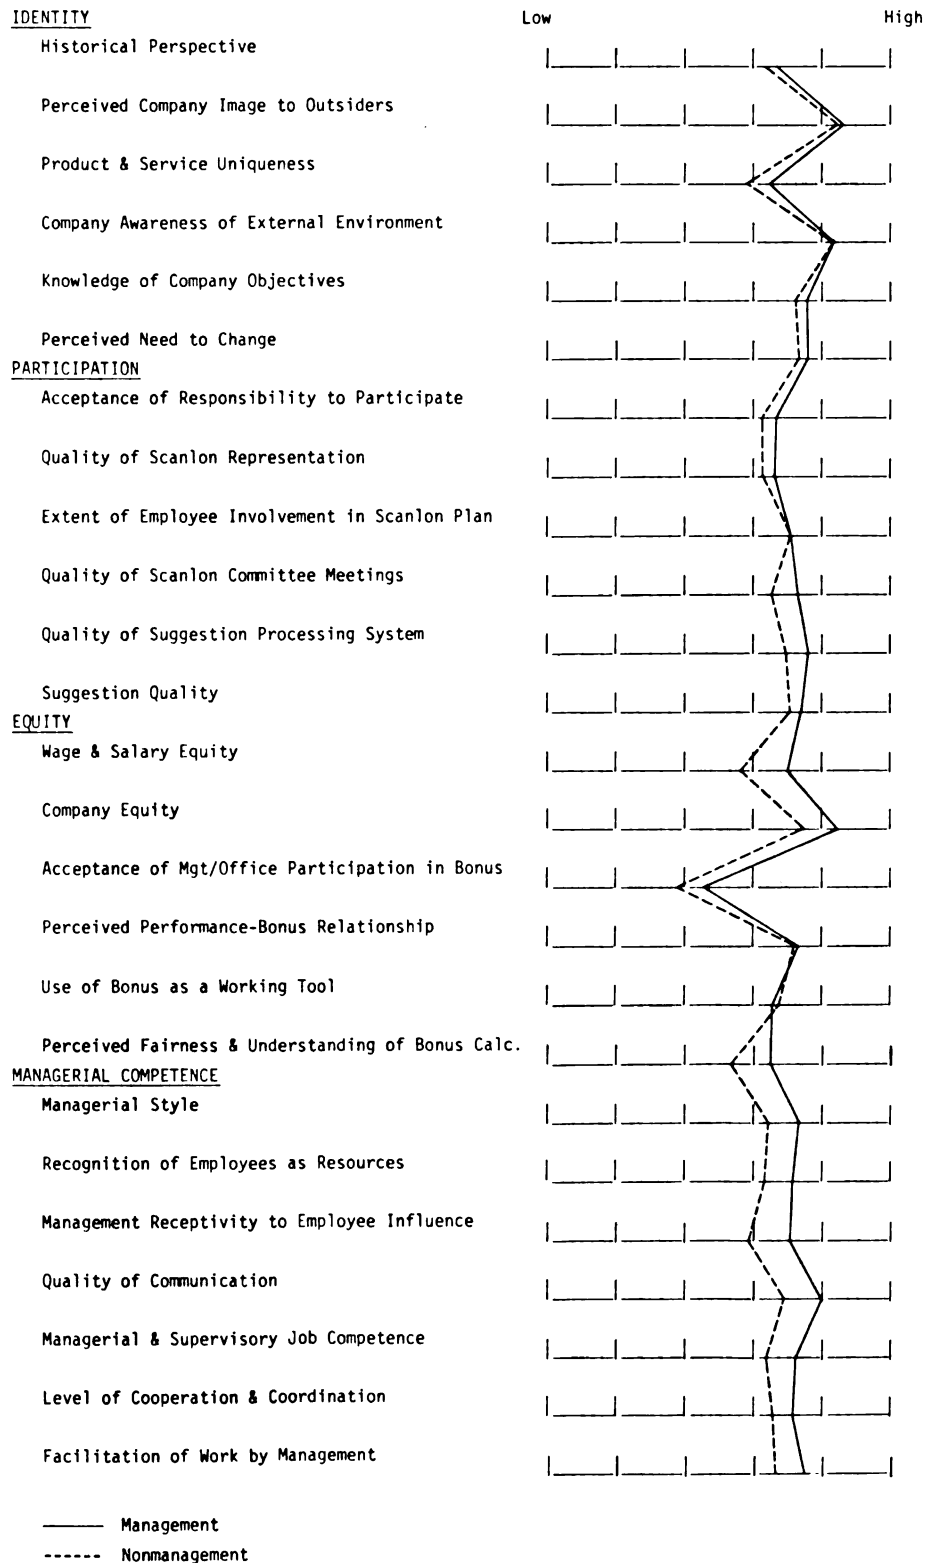 IDENTITY Low High
Historical Perspective
Perceived Company Image to Outsiders
Product & Service Uniqueness
Company Awareness of External Environment
Knowledge of Company Objectives
Perceived Need to Change
PARTICIPATION
Acceptance of Responsibility to Participate
Quality of Scanlon Representation
Extent of Employee Involvement in Scanlon Plan
Quality of Scanlon Committee Meetings
Quality of Suggestion Processing System
Suggestion Quality
EQUITY
Wage & Salary Equity
Company Equity
Acceptance of Mgt/Office Participation in Bonus
Perceived Performance-Bonus Relationship
Use of Bonus as a Working Tool
Perceived Fairness & Understanding of Bonus Calc.
MANAGERIAL COMPETENCE
Managerial Style
Recognition of Employees as Resources
Management Receptivity to Employee Influence
Quality of Communication
Managerial & Supervisory Job Competence
Level of Cooperation & Coordination
Facilitation of Work by Management
Management
Nonmanagement